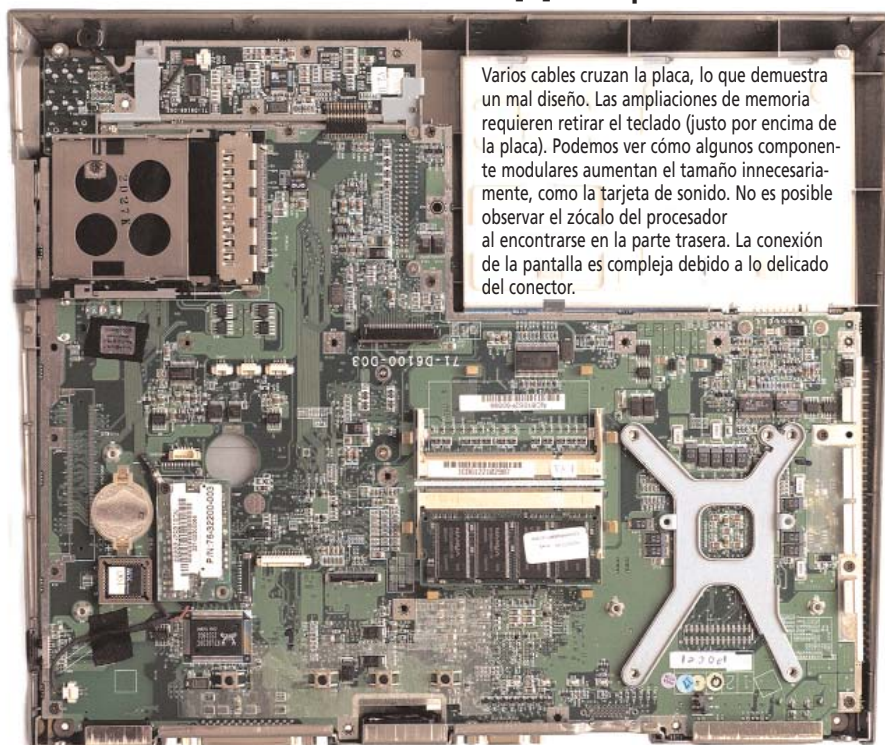 Varios cables cruzan la placa, lo que demuestra
un mal diseño. Las ampliaciones de memoria
requieren retirar el teclado (justo por encima de
la placa). Podemos ver cómo algunos componen-
te modulares aumentan el tamaño innecesaria-
mente, como la tarjeta de sonido. No es posible
observar el zócalo del procesador
al encontrarse en la parte trasera. La conexión
de la pantalla es compleja debido a lo delicado
del conector.
71-D6100-D03
P/N:76-32200-003